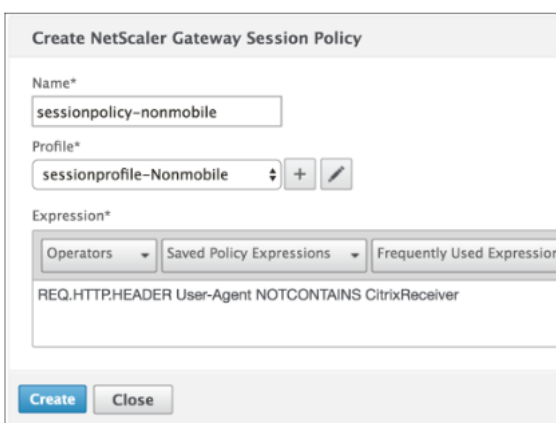 Create NetScaler Gateway Session Policy
Name*
sessionpolicy-nonmobile
Profile*
sessionprofile-Nonmobile
Expression*
Operators Saved Policy Expressions Frequently Used Expression
REQ.HTTP.HEADER User-Agent NOTCONTAINS CitrixReceiver
Create Close